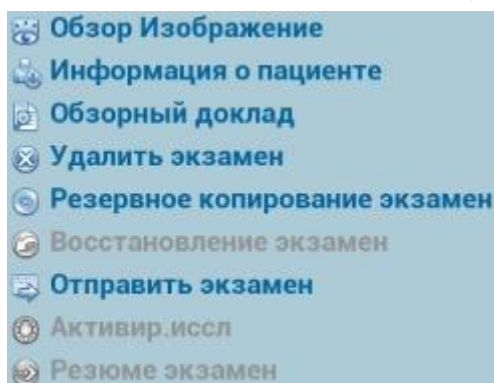 Обзор Изображение
Информация о пациенте
Обзорный доклад
Удалить экзамен
Резервное копирование экзамен
Восстановление экзамен
Отправить экзамен
Активир.иссл
Резюме экзамен